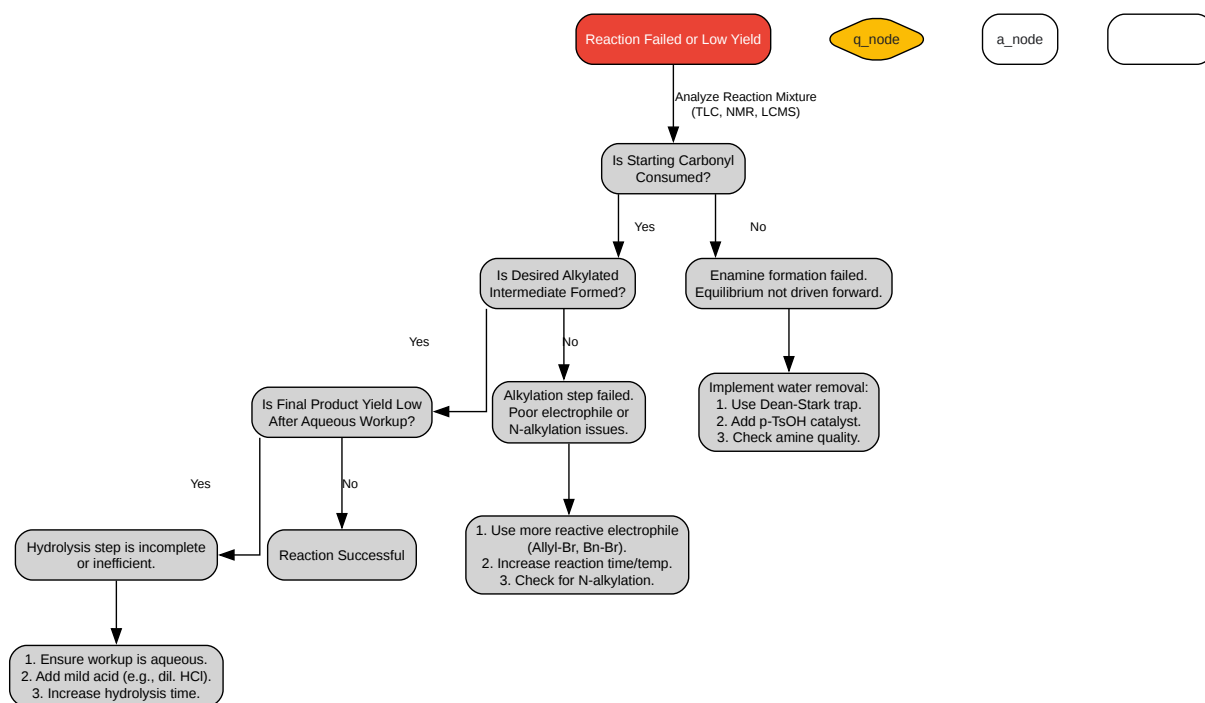 Reaction Failed or Low Yield
q_node
a_node
Analyze Reaction Mixture
(TLC, NMR, LCMS)
Is Starting Carbonyl
Consumed?
Yes
No
Is Desired Alkylated
Intermediate Formed?
Enamine formation failed.
Equilibrium not driven forward.
Yes
No
Is Final Product Yield Low
After Aqueous Workup?
Alkylation step failed.
Poor electrophile or
N-alkylation issues.
Implement water removal:
1. Use Dean-Stark trap.
2. Add p-TsOH catalyst.
3. Check amine quality.
Yes
No
Hydrolysis step is incomplete
or inefficient.
Reaction Successful
1. Use more reactive electrophile
(Allyl-Br, Bn-Br).
2. Increase reaction time/temp.
3. Check for N-alkylation.
1. Ensure workup is aqueous.
2. Add mild acid (e.g., dil. HCl).
3. Increase hydrolysis time.